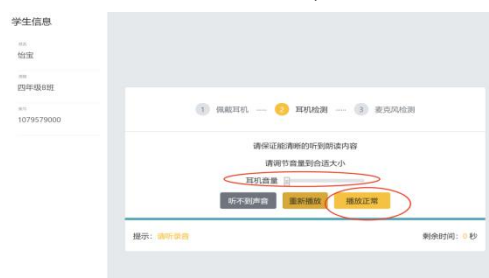 学生信息
怡宝
四年级8班
1079579000
1 佩戴耳机 — 2 耳机检测 — 3 麦克风检测
请保证能清晰的听到朗读内容
请调节音量到合适大小
耳机音量
听不到声音 重新播放 播放正常
提示：请听录音 剩余时间：0 秒